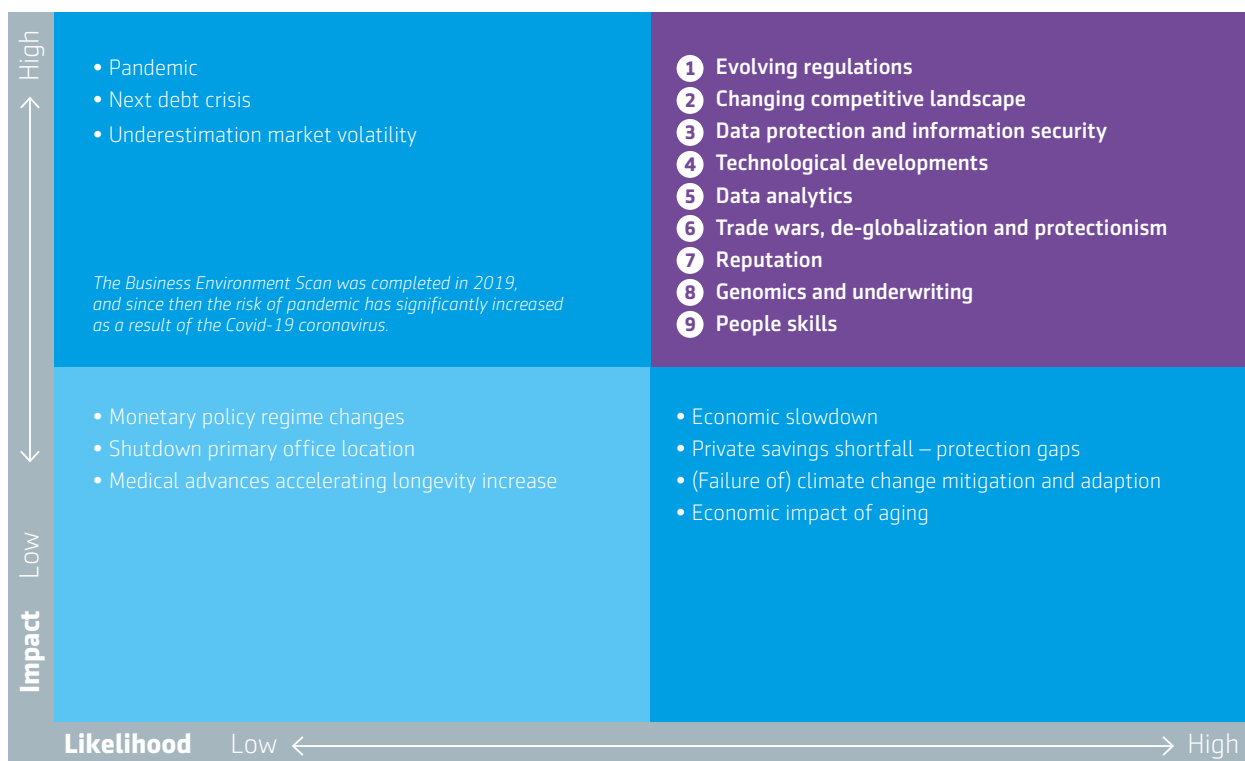 High
• Pandemic
• Next debt crisis
• Underestimation market volatility
The Business Environment Scan was completed in 2019,
and since then the risk of pandemic has significantly increased
as a result of the Covid-19 coronavirus.
1 Evolving regulations
2 Changing competitive landscape
3 Data protection and information security
4 Technological developments
5 Data analytics
6 Trade wars, de-globalization and protectionism
7 Reputation
8 Genomics and underwriting
9 People skills
• Monetary policy regime changes
• Shutdown primary office location
• Medical advances accelerating longevity increase
• Economic slowdown
• Private savings shortfall – protection gaps
• (Failure of) climate change mitigation and adaption
• Economic impact of aging
Impact Low
Likelihood Low High